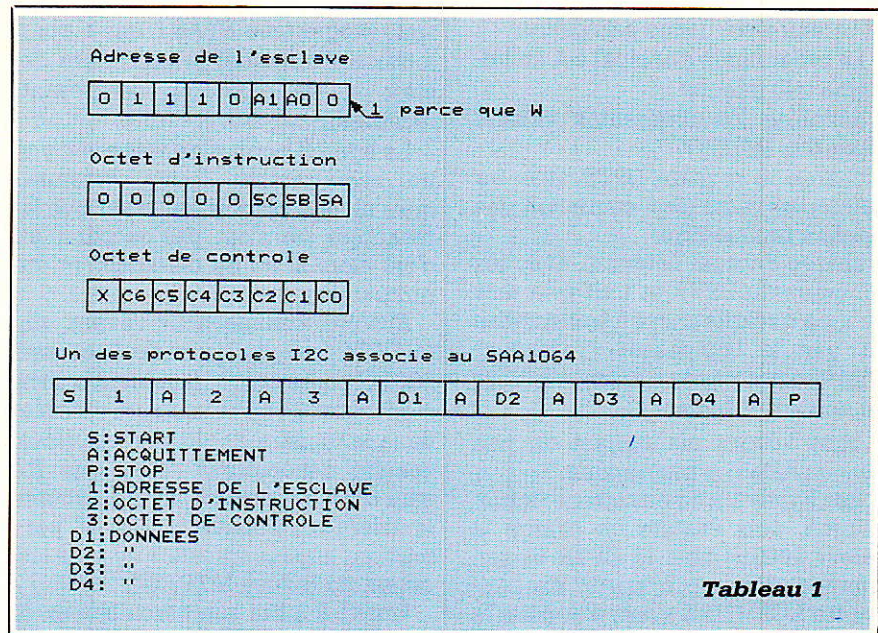 Adresse de l'esclave
0 1 1 1 0 A1 A0 0
1 parce que W
Octet d'instruction
0 0 0 0 0 SC SB SA
Octet de controle
X C6 C5 C4 C3 C2 C1 C0
Un des protocoles I2C associe au SAA1064
S 1 A 2 A 3 A D1 A D2 A D3 A D4 A P
S:START
A:ACQUITTEMENT
P:STOP
1:ADRESSE DE L'ESCLAVE
2:OCTET D'INSTRUCTION
3:OCTET DE CONTROLE
D1:DONNEES
D2: "
D3: "
D4: "
Tableau 1